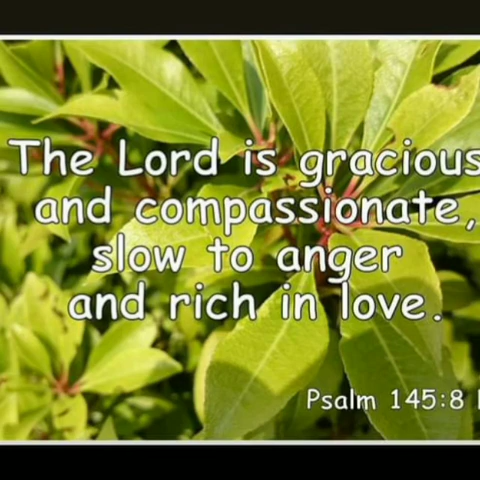 The Lord is gracious
and compassionate,
slow to anger
and rich in love.
Psalm 145:8